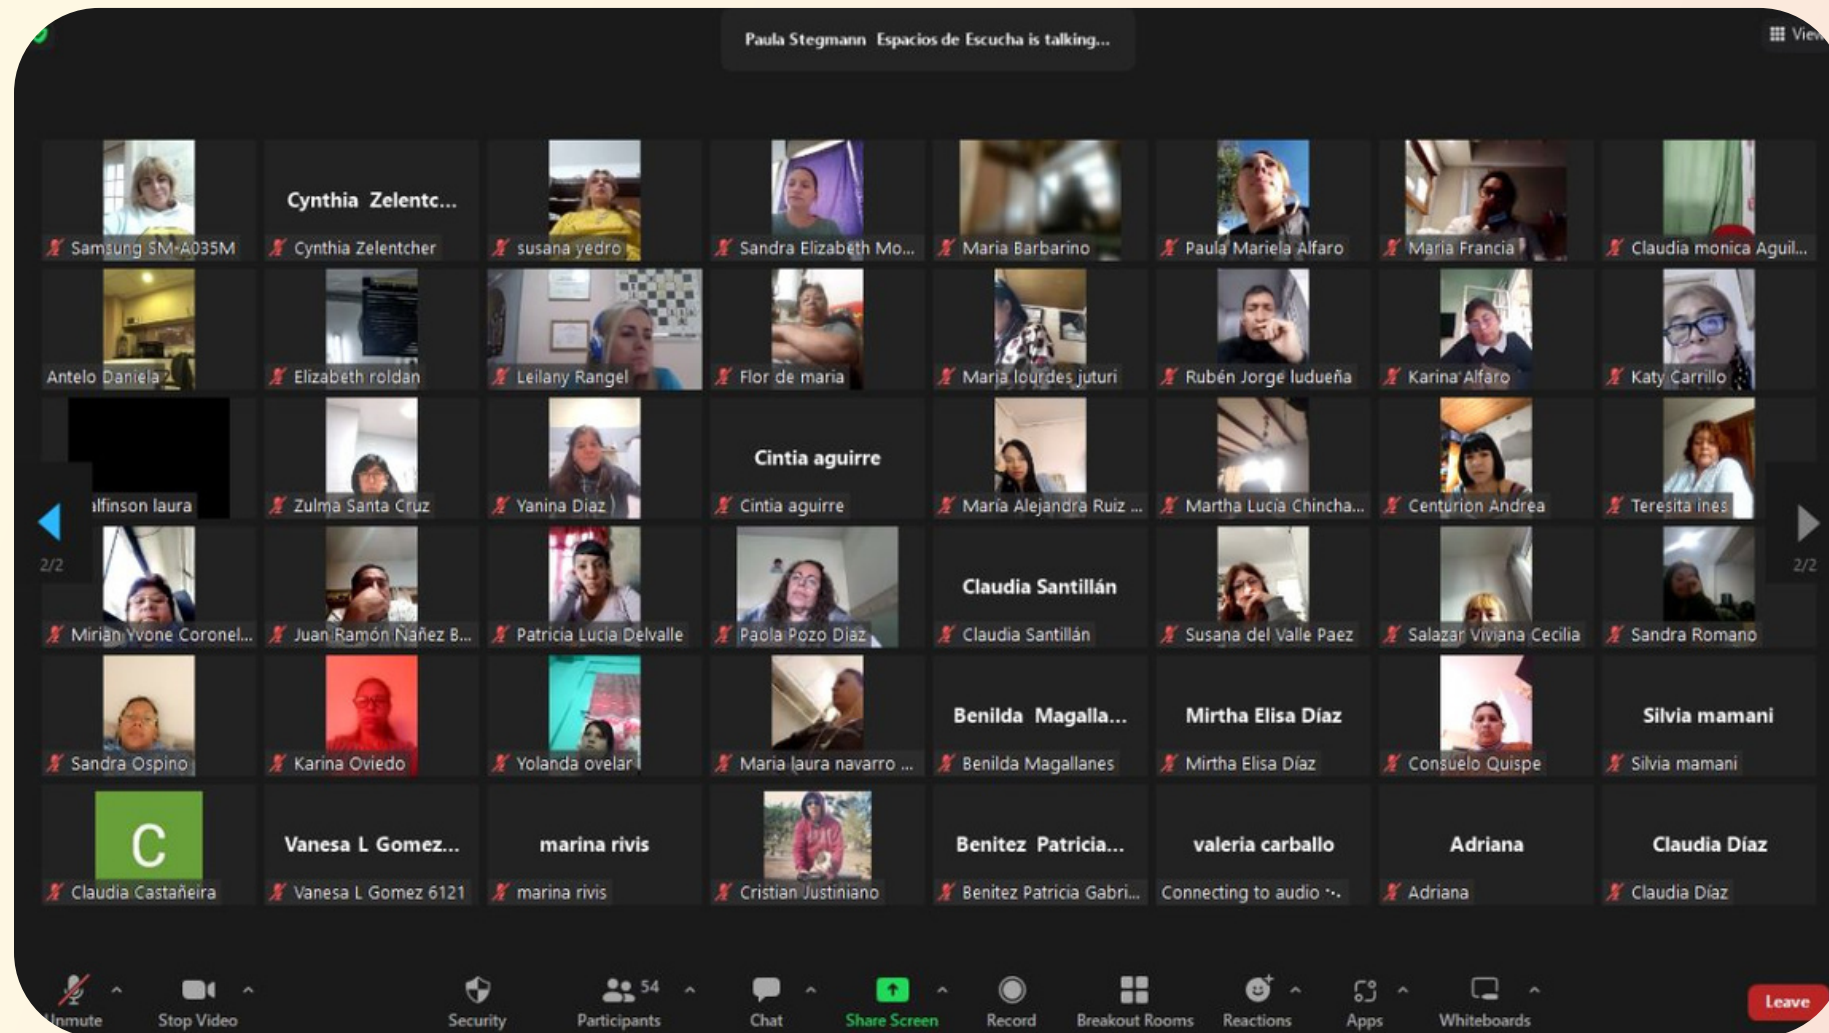 Paula Stegmann Espacios de Escucha is talking...
View
Samsung SM-A035M
Cynthia Zelentc...
Cynthia Zelentcher
susana yedro
Sandra Elizabeth Mo...
Maria Barbarino
Paula Mariela Alfaro
Maria Francia
Claudia monica Aguil...
Antelo Daniela
Elizabeth roldan
Leilany Rangel
Flor de maria
Maria lourdes juturi
Rubén Jorge ludueña
Karina Alfaro
Katy Carrillo
alfinson laura
Zulma Santa Cruz
Yanina Diaz
Cintia aguirre
Cintia aguirre
María Alejandra Ruiz ...
Martha Lucía Chincha...
Centurion Andrea
Teresita ines
2/2
2/2
Mirian Yvone Coronel...
Juan Ramón Ñañez B...
Patricia Lucia Delvalle
Paola Pozo Diaz
Claudia Santillán
Claudia Santillán
Susana del Valle Paez
Salazar Viviana Cecilia
Sandra Romano
Sandra Ospino
Karina Oviedo
Yolanda ovelar
Maria laura navarro ...
Benilda Magalla...
Benilda Magallanes
Mirtha Elisa Díaz
Mirtha Elisa Díaz
Consuelo Quispe
Silvia mamani
Silvia mamani
C
Claudia Castañeira
Vanesa L Gomez...
Vanesa L Gomez 6121
marina rivis
marina rivis
Cristian Justiniano
Benitez Patricia...
Benitez Patricia Gabri...
valeria carballo
Connecting to audio
Adriana
Adriana
Claudia Díaz
Claudia Díaz
Unmute
Stop Video
Security
54
Participants
Chat
Share Screen
Record
Breakout Rooms
Reactions
Apps
Whiteboards
Leave